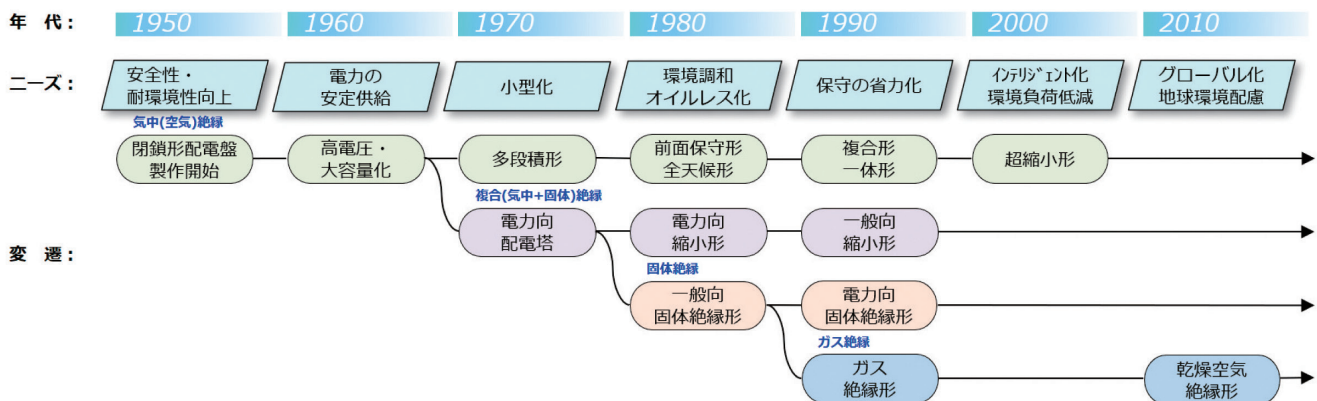 年 代：
1950
1960
1970
1980
1990
2000
2010
ニーズ：
安全性・
耐環境性向上
電力の
安定供給
小型化
環境調和
オイルレス化
保守の省力化
ｲﾝﾃﾘｼﾞｪﾝﾄ化
環境負荷低減
グローバル化
地球環境配慮
変 遷：
気中(空気)絶縁
閉鎖形配電盤
製作開始
高電圧・
大容量化
多段積形
前面保守形
全天候形
複合形
一体形
超縮小形
複合(気中+固体)絶縁
電力向
配電塔
電力向
縮小形
一般向
縮小形
固体絶縁
一般向
固体絶縁形
電力向
固体絶縁形
ガス絶縁
ガス
絶縁形
乾燥空気
絶縁形